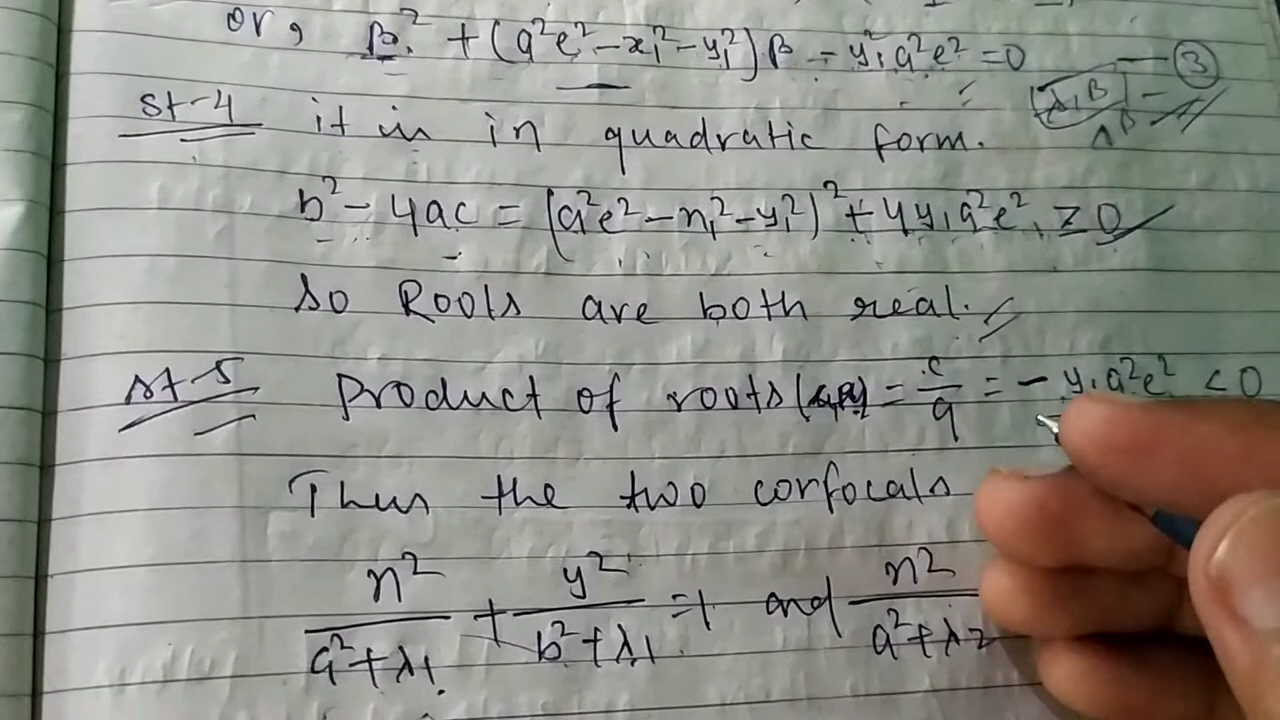 or, β² + (a²e² - x₁² - y₁²)β - y₁²a²e² = 0 — ③
St-4 it is in quadratic form.
b² - 4ac = (a²e² - x₁² - y₁²)² + 4y₁a²e² ≥ 0
So Roots are both real.
St-5 Product of roots = c/a = - y₁a²e² < 0
Thus the two confocals
x²/(a²+λ1) + y²/(b²+λ1) = 1 and x²/(a²+λ2)